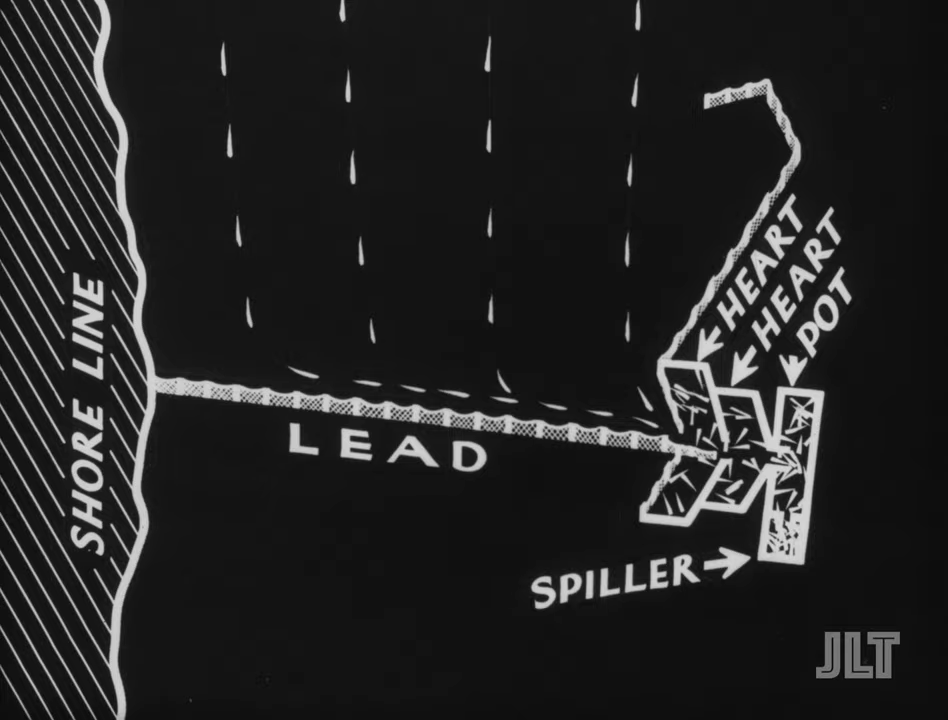 SHORE LINE
HEART
HEART
POT
LEAD
SPILLER
JLT